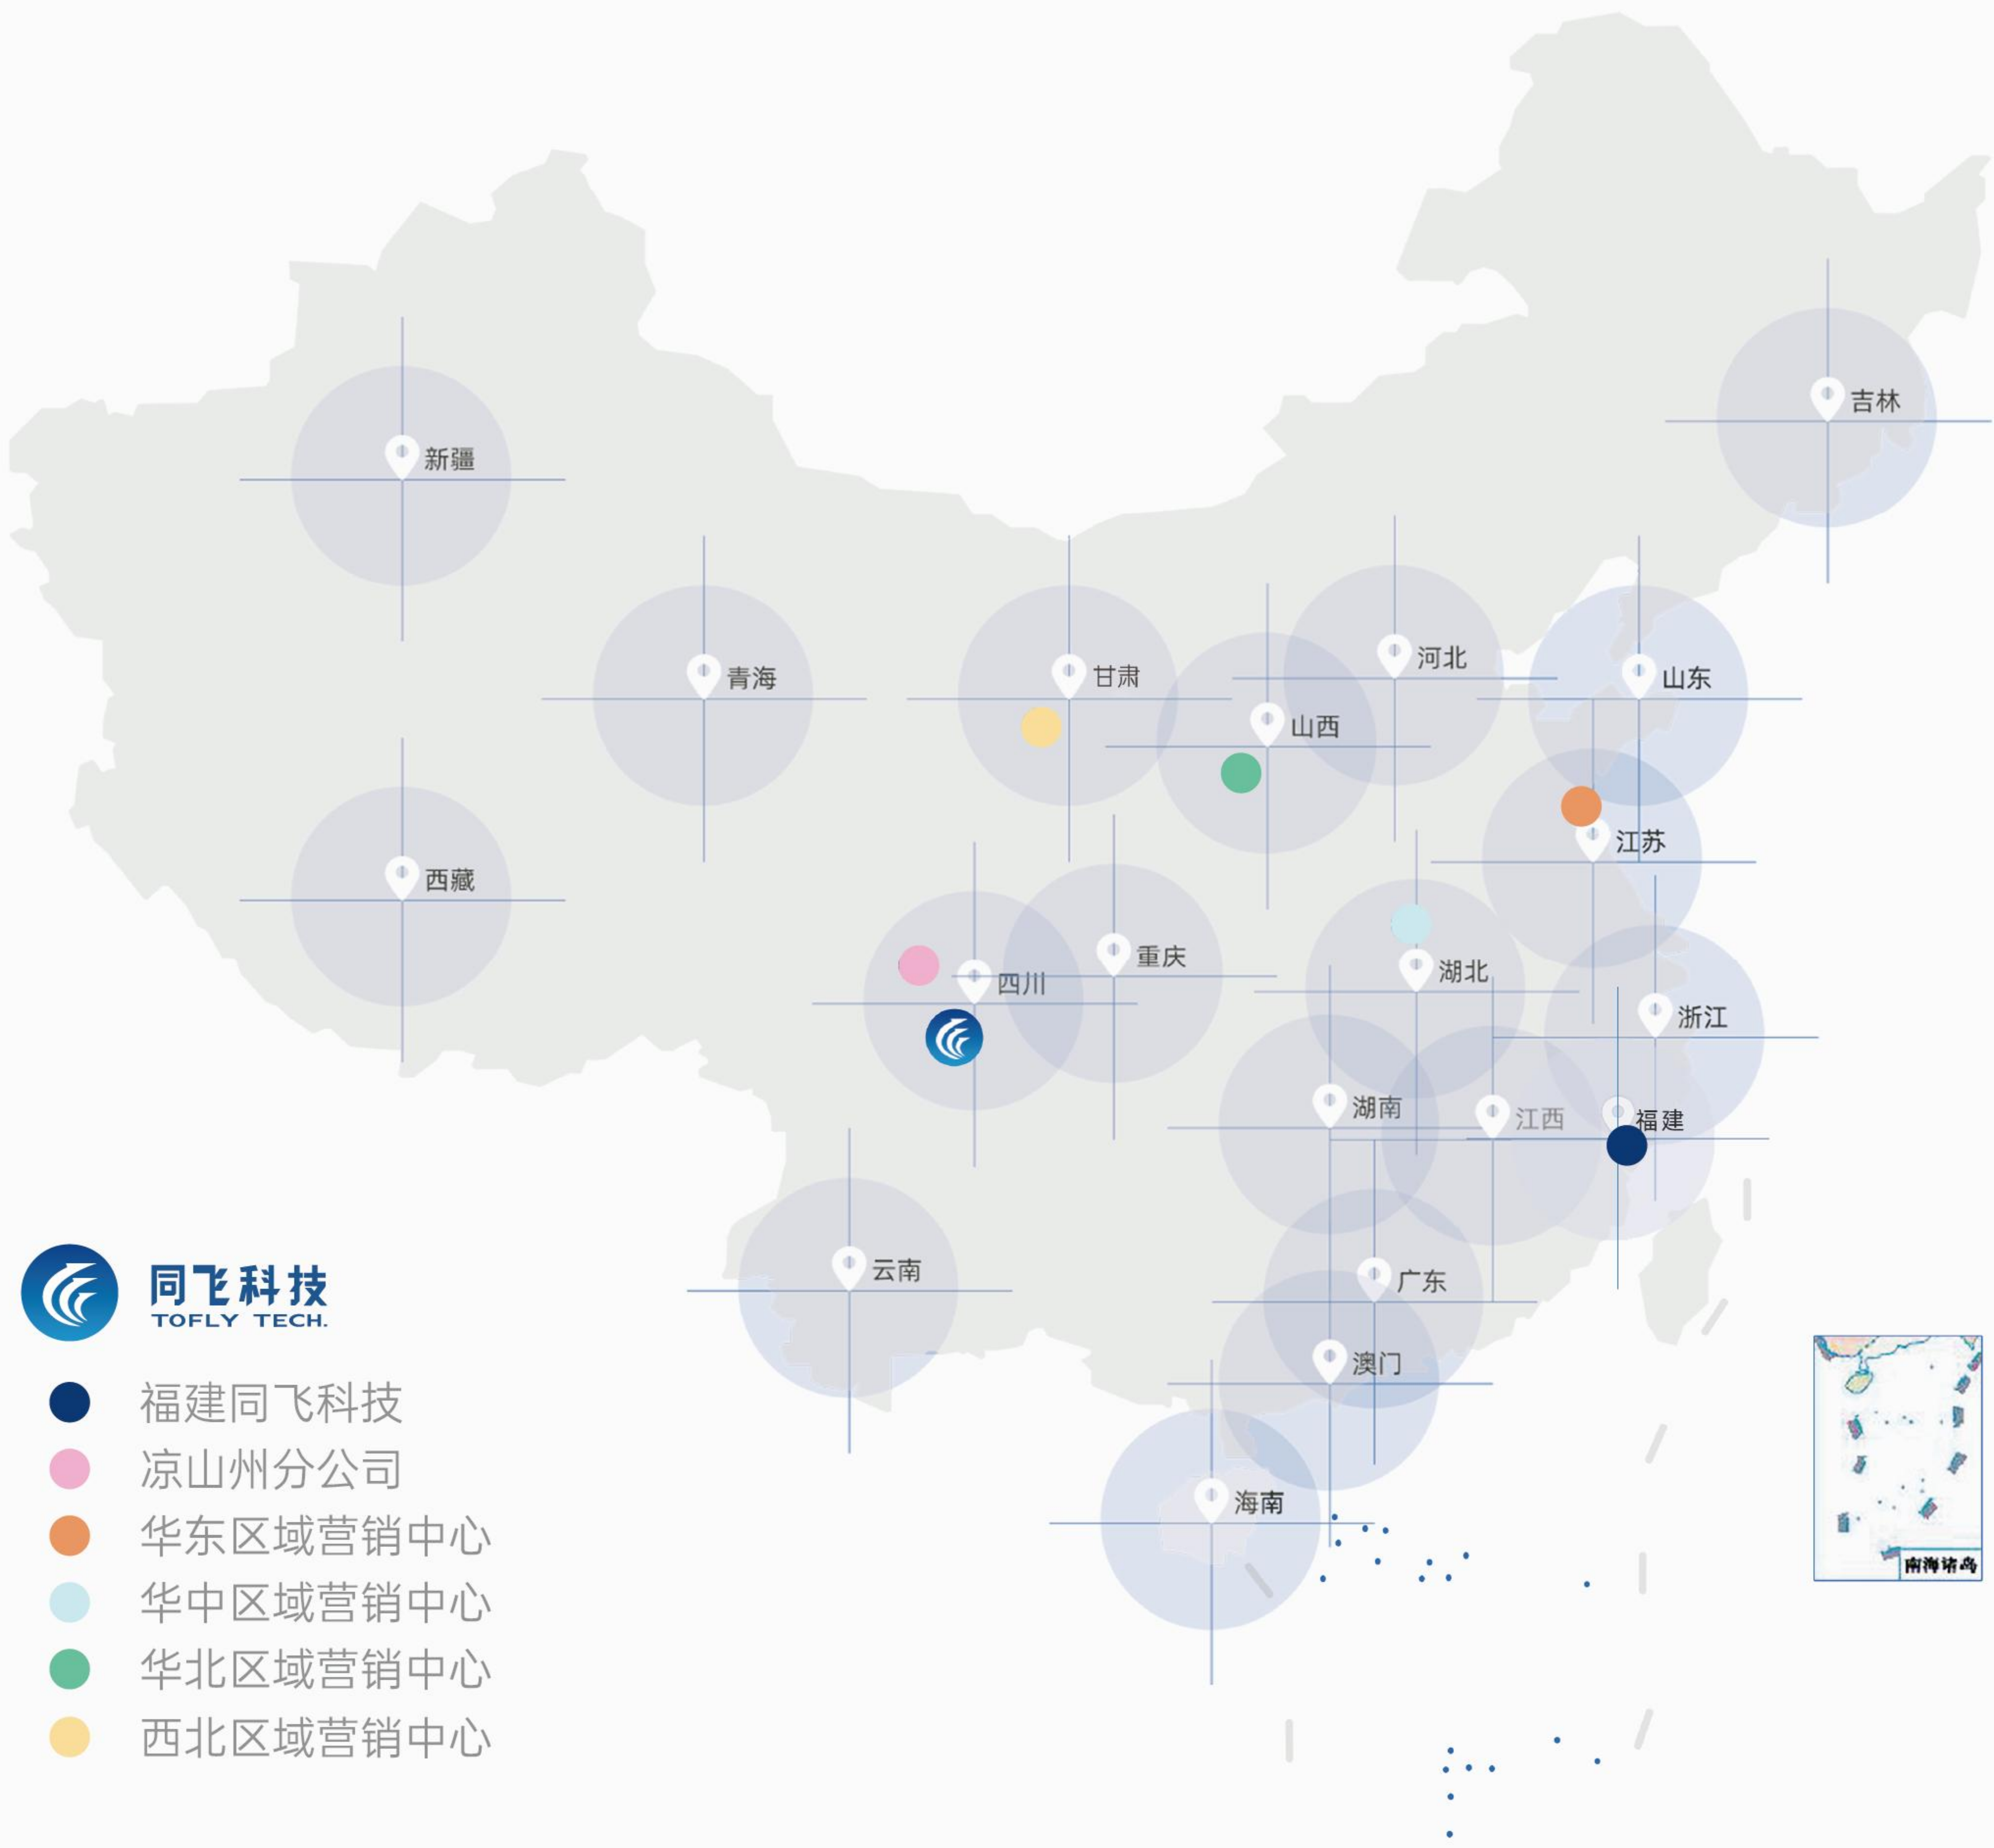 吉林
新疆
河北
青海
甘肃
山东
山西
江苏
西藏
重庆
湖北
四川
浙江
湖南
江西
福建
云南
广东
澳门
海南
同飞科技
TOFLY TECH.
福建同飞科技
凉山州分公司
华东区域营销中心
华中区域营销中心
华北区域营销中心
西北区域营销中心
南海诸岛